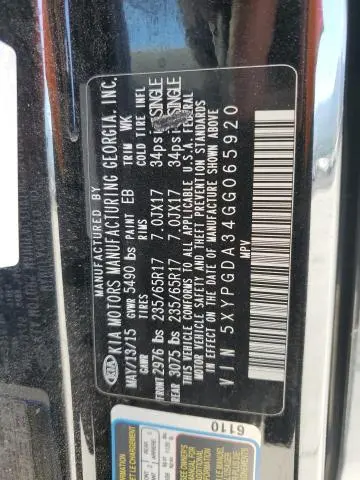 KIA
MANUFACTURED BY
KIA MOTORS MANUFACTURING GEORGIA, INC.
MAY/13/15 GVWR 5490 lbs PAINT EB TRIM WK
GAWR TIRES RIMS COLD TIRE INFL
FRONT 2976 lbs 235/65R17 7.0JX17 34psi SINGLE
REAR 3075 lbs 235/65R17 7.0JX17 34psi SINGLE
THIS VEHICLE CONFORMS TO ALL APPLICABLE U.S.A. FEDERAL
MOTOR VEHICLE SAFETY AND THEFT PREVENTION STANDARDS
IN EFFECT ON THE DATE OF MANUFACTURE SHOWN ABOVE
VIN 5XYPGDA34GG065920
MPV
6110